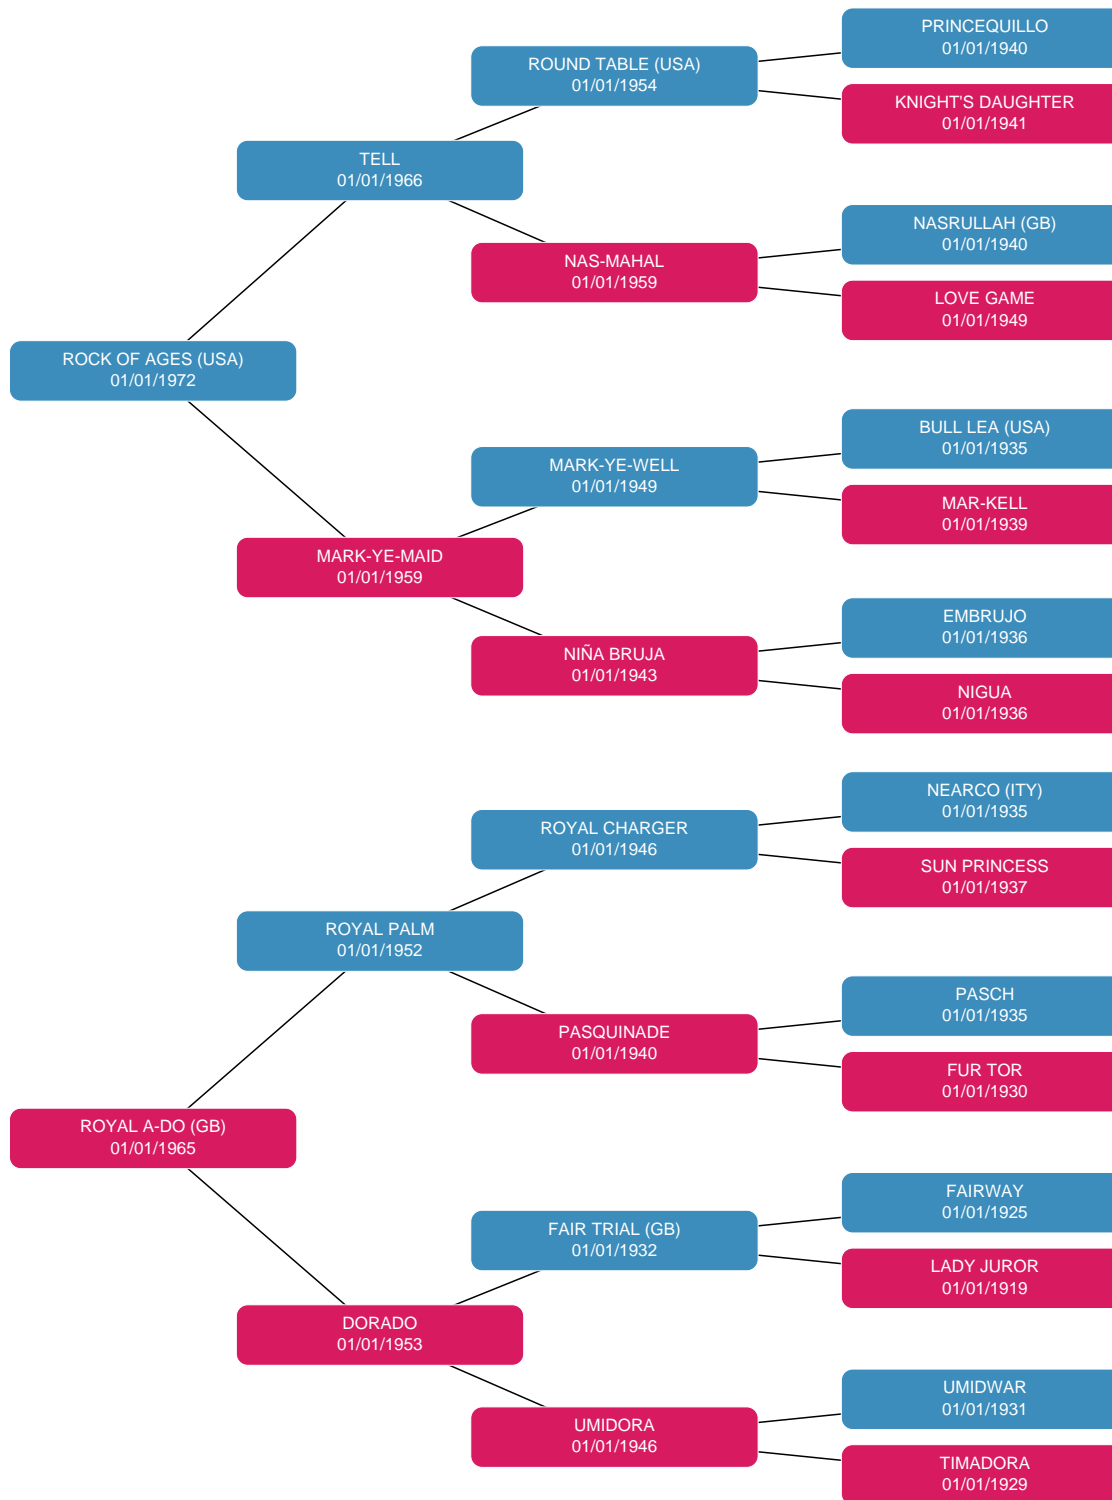 PRINCEQUILLO
01/01/1940
ROUND TABLE (USA)
01/01/1954
KNIGHT'S DAUGHTER
01/01/1941
TELL
01/01/1966
NASRULLAH (GB)
01/01/1940
NAS-MAHAL
01/01/1959
LOVE GAME
01/01/1949
ROCK OF AGES (USA)
01/01/1972
BULL LEA (USA)
01/01/1935
MARK-YE-WELL
01/01/1949
MAR-KELL
01/01/1939
MARK-YE-MAID
01/01/1959
EMBRUJO
01/01/1936
NIÑA BRUJA
01/01/1943
NIGUA
01/01/1936
NEARCO (ITY)
01/01/1935
ROYAL CHARGER
01/01/1946
SUN PRINCESS
01/01/1937
ROYAL PALM
01/01/1952
PASCH
01/01/1935
PASQUINADE
01/01/1940
FUR TOR
01/01/1930
ROYAL A-DO (GB)
01/01/1965
FAIRWAY
01/01/1925
FAIR TRIAL (GB)
01/01/1932
LADY JUROR
01/01/1919
DORADO
01/01/1953
UMIDWAR
01/01/1931
UMIDORA
01/01/1946
TIMADORA
01/01/1929